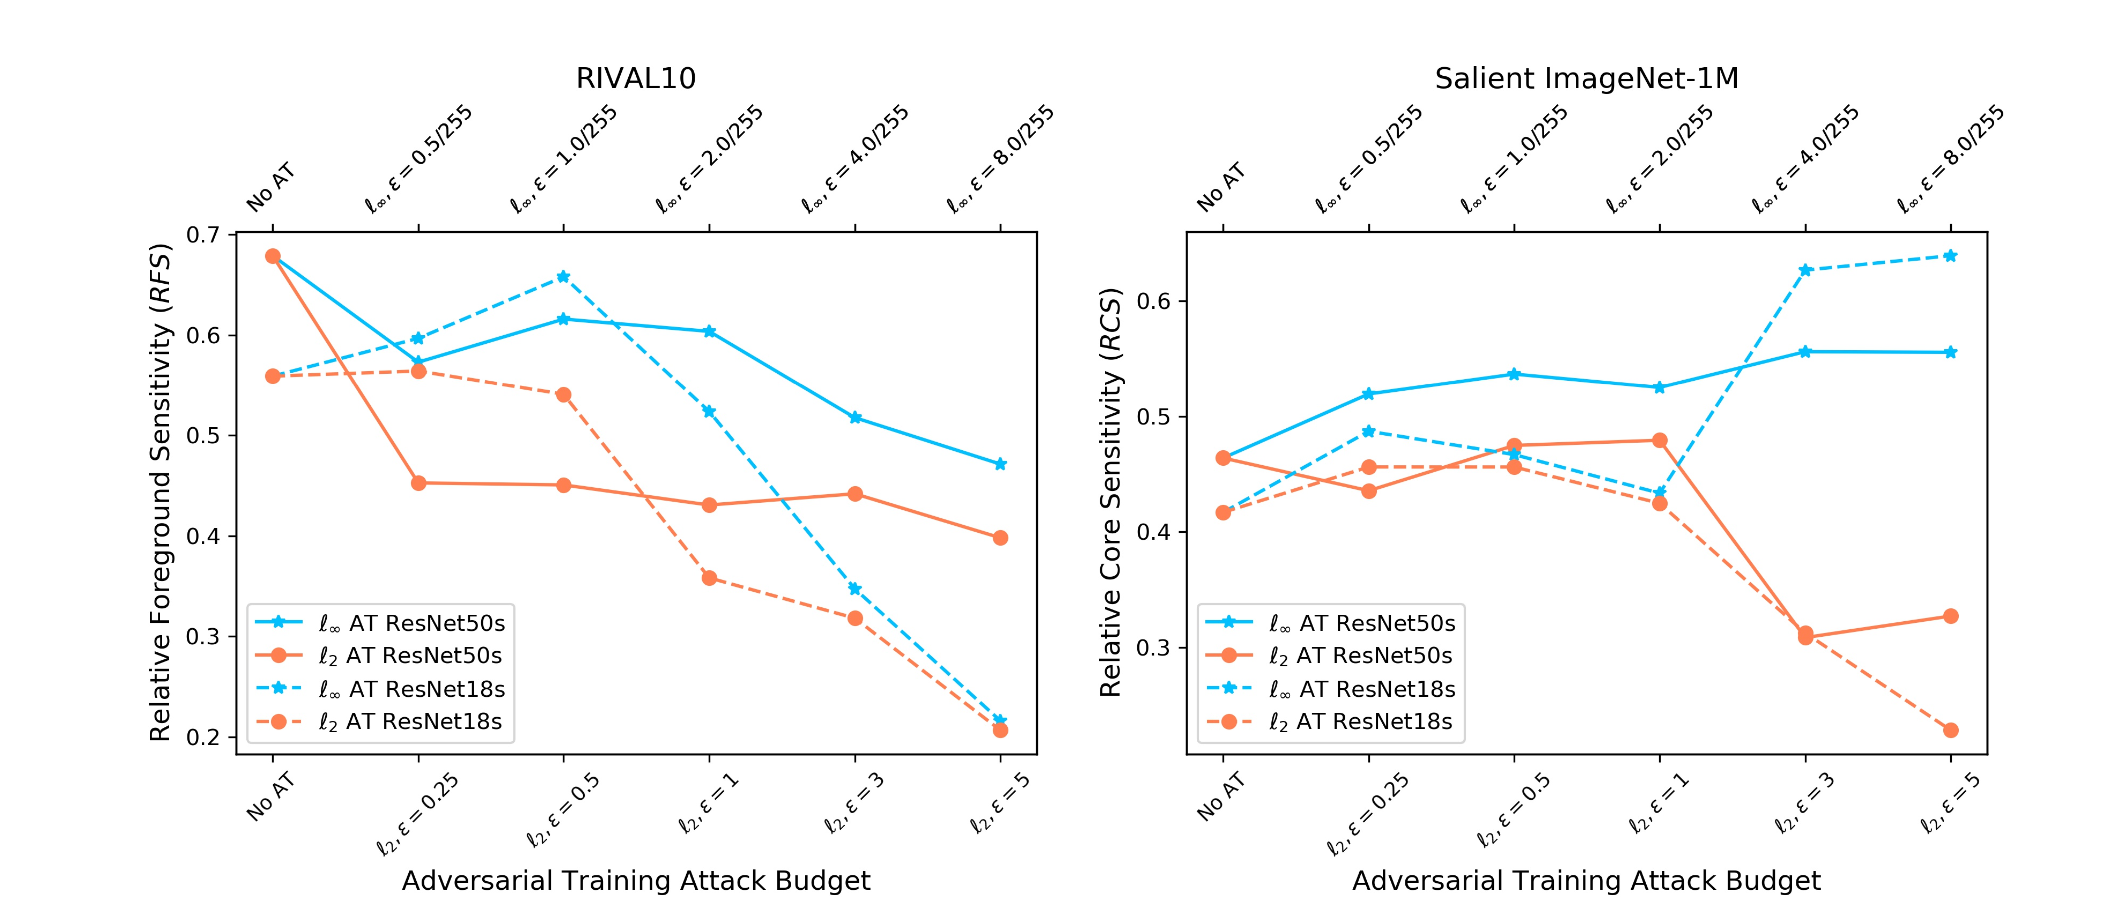 RIVAL10
No AT
ℓ∞, ε = 0.5/255
ℓ∞, ε = 1.0/255
ℓ∞, ε = 2.0/255
ℓ∞, ε = 4.0/255
ℓ∞, ε = 8.0/255
Relative Foreground Sensitivity (RFS)
0.7
0.6
0.5
0.4
0.3
0.2
ℓ∞ AT ResNet50s
ℓ2 AT ResNet50s
ℓ∞ AT ResNet18s
ℓ2 AT ResNet18s
No AT
ℓ2, ε = 0.25
ℓ2, ε = 0.5
ℓ2, ε = 1
ℓ2, ε = 3
ℓ2, ε = 5
Adversarial Training Attack Budget
Salient ImageNet-1M
No AT
ℓ∞, ε = 0.5/255
ℓ∞, ε = 1.0/255
ℓ∞, ε = 2.0/255
ℓ∞, ε = 4.0/255
ℓ∞, ε = 8.0/255
Relative Core Sensitivity (RCS)
0.6
0.5
0.4
0.3
ℓ∞ AT ResNet50s
ℓ2 AT ResNet50s
ℓ∞ AT ResNet18s
ℓ2 AT ResNet18s
No AT
ℓ2, ε = 0.25
ℓ2, ε = 0.5
ℓ2, ε = 1
ℓ2, ε = 3
ℓ2, ε = 5
Adversarial Training Attack Budget